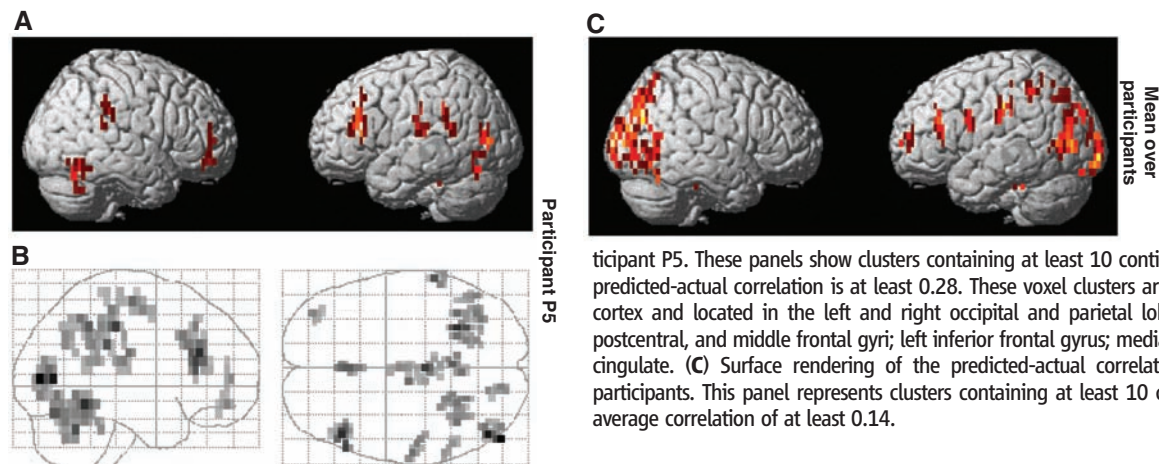 A
C
Mean over
participants
Participant P5
B
ticipant P5. These panels show clusters containing at least 10 conti
predicted-actual correlation is at least 0.28. These voxel clusters ar
cortex and located in the left and right occipital and parietal lob
postcentral, and middle frontal gyri; left inferior frontal gyrus; media
cingulate. (C) Surface rendering of the predicted-actual correlat
participants. This panel represents clusters containing at least 10 c
average correlation of at least 0.14.